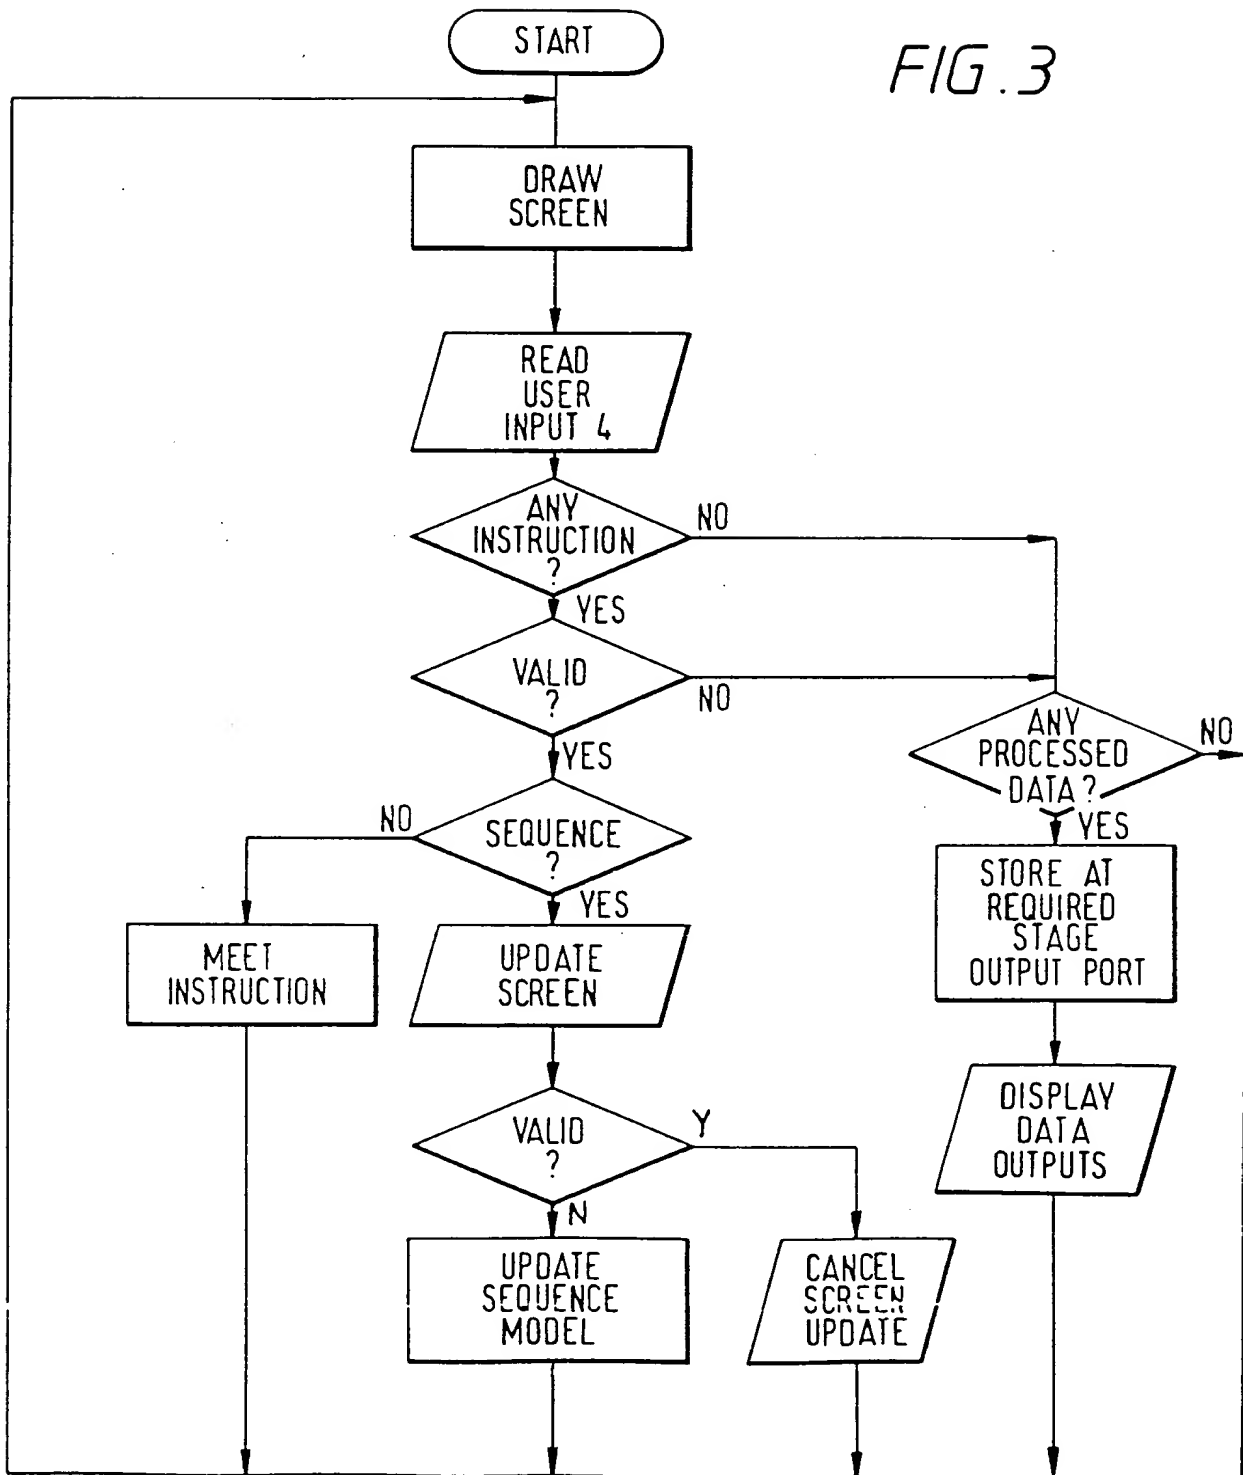 START
FIG.3
DRAW
SCREEN
READ
USER
INPUT 4
ANY
INSTRUCTION
?
NO
YES
VALID
?
NO
YES
ANY
PROCESSED
DATA?
NO
YES
SEQUENCE
?
NO
YES
STORE AT
REQUIRED
STAGE
OUTPUT PORT
MEET
INSTRUCTION
UPDATE
SCREEN
VALID
?
Y
N
DISPLAY
DATA
OUTPUTS
UPDATE
SEQUENCE
MODEL
CANCEL
SCREEN
UPDATE